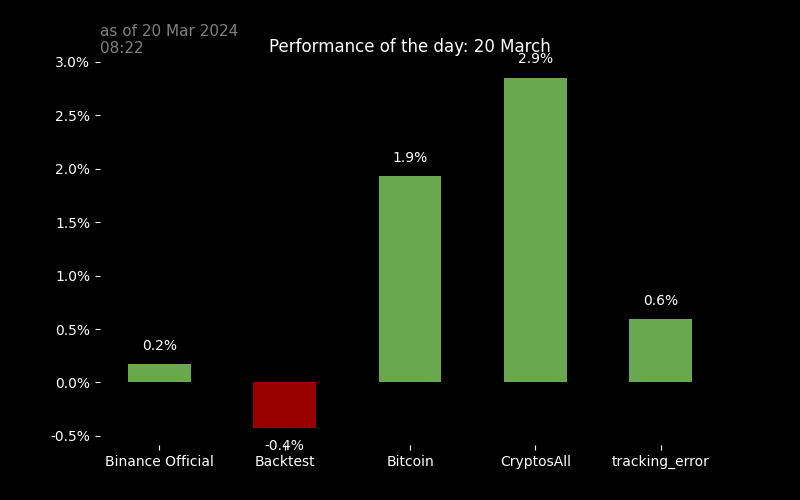 as of 20 Mar 2024
08:22
Performance of the day: 20 March
3.0%
2.5%
2.0%
1.5%
1.0%
0.5%
0.0%
-0.5%
0.2%
-0.4%
1.9%
2.9%
0.6%
Binance Official
Backtest
Bitcoin
CryptosAll
tracking_error